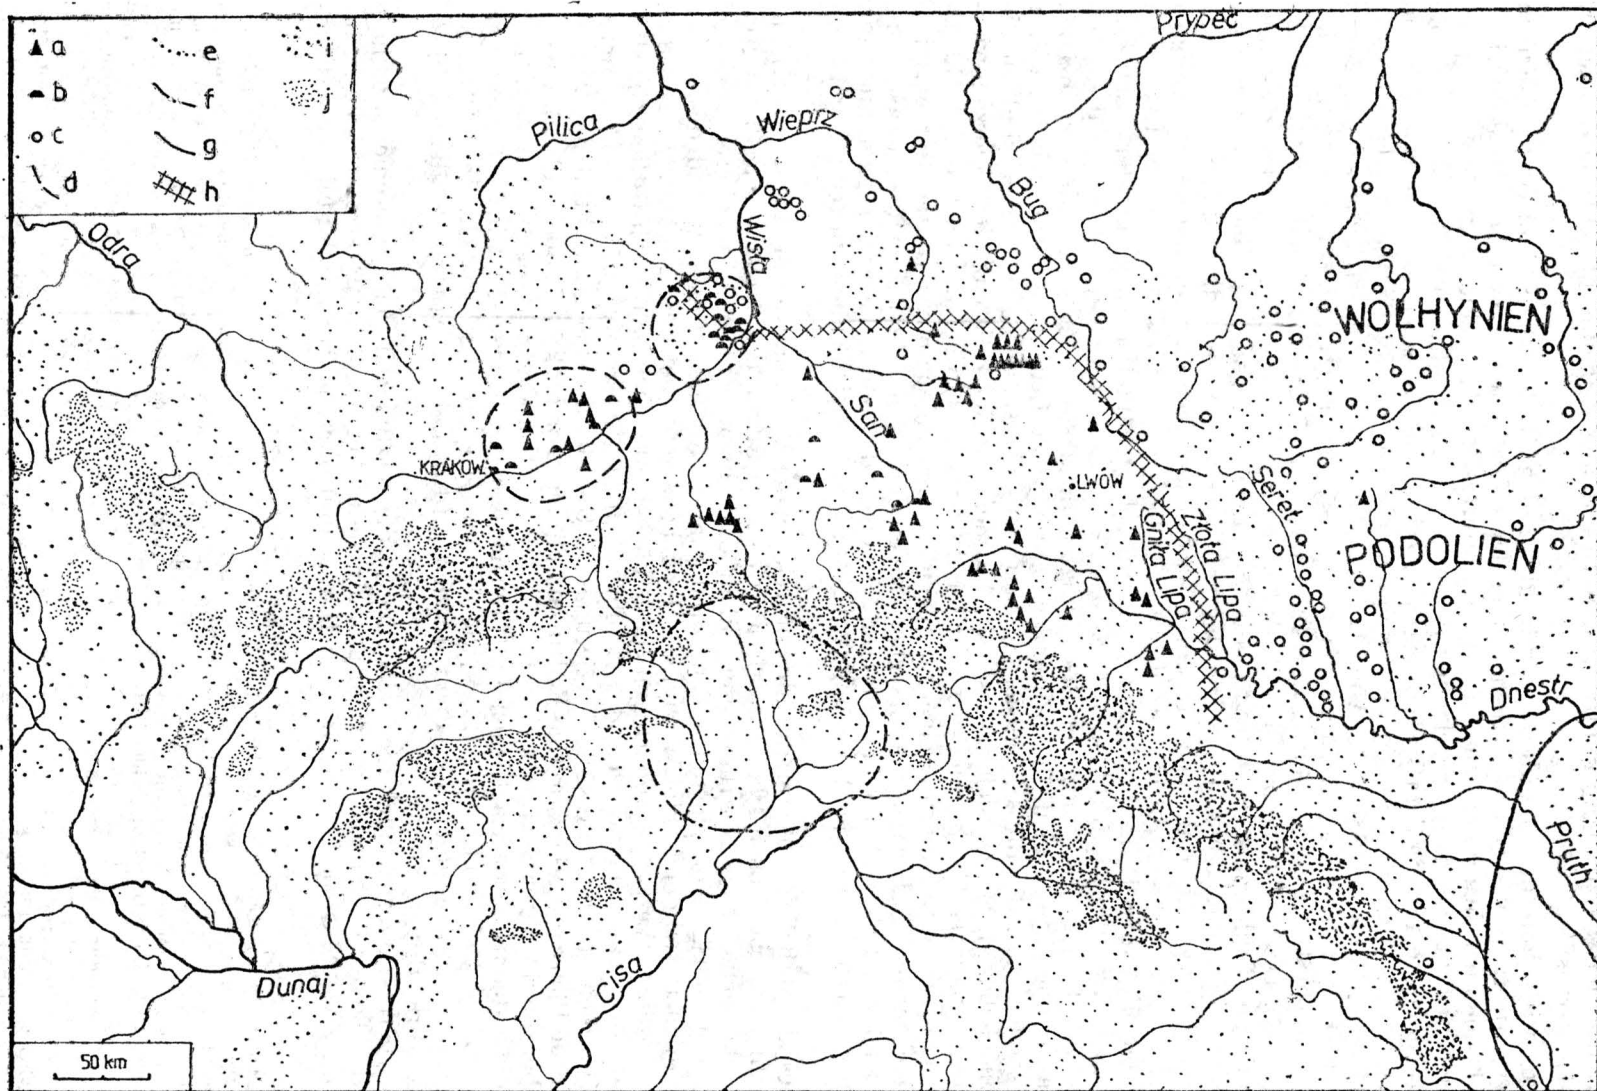 a
b
c
d
e
f
g
h
i
j
Prypeć
Pilica
Wieprz
Bug
Wisła
Odra
WOLHYNIEN
San
KRAKÓW
LWÓW
Seret
Gniła Lipa
Złota Lipa
PODOLIEN
Dnestr
Pruth
Cisa
Dunaj
50 km